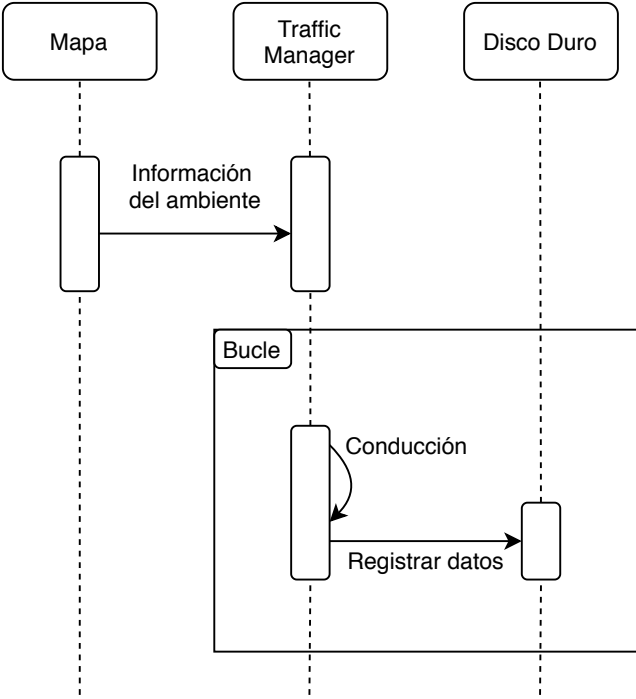 Mapa
Traffic
Manager
Disco Duro
Información
del ambiente
Bucle
Conducción
Registrar datos